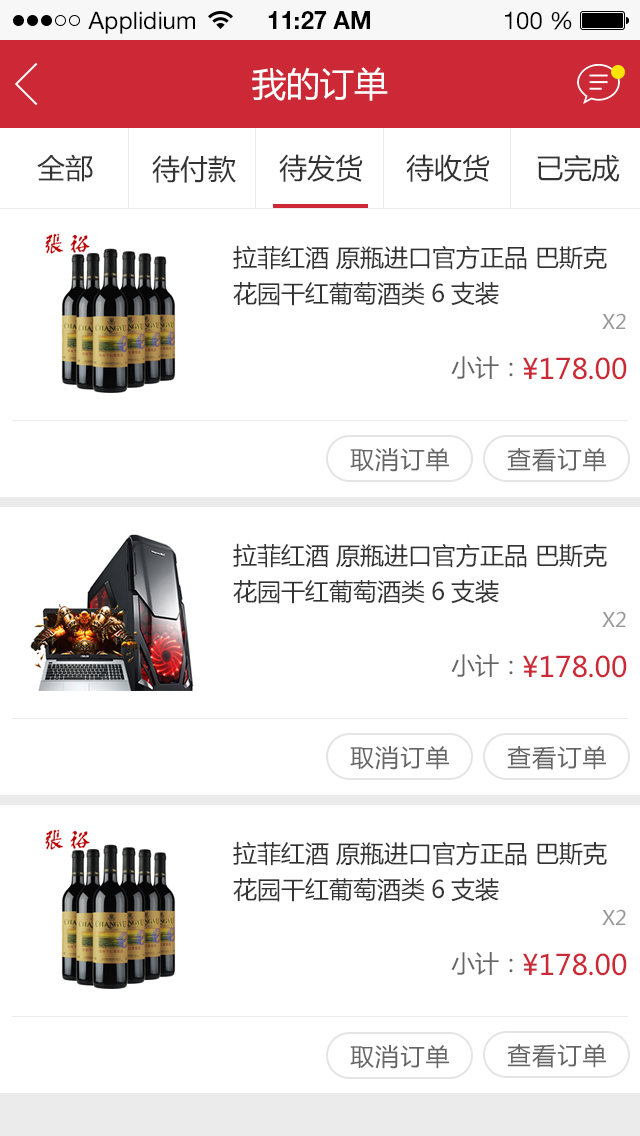 Applidium 11:27 AM 100 %
我的订单
全部 待付款 待发货 待收货 已完成
張裕
拉菲红酒 原瓶进口官方正品 巴斯克
花园干红葡萄酒类 6 支装
X2
小计：¥178.00
取消订单 查看订单
拉菲红酒 原瓶进口官方正品 巴斯克
花园干红葡萄酒类 6 支装
X2
小计：¥178.00
取消订单 查看订单
張裕
拉菲红酒 原瓶进口官方正品 巴斯克
花园干红葡萄酒类 6 支装
X2
小计：¥178.00
取消订单 查看订单